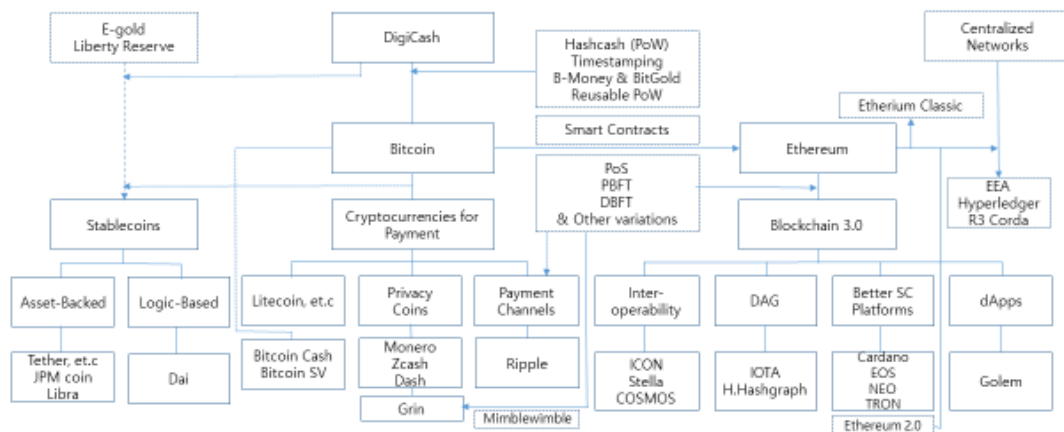 E-gold
Liberty Reserve
DigiCash
Hashcash (PoW)
Timestamping
B-Money & BitGold
Reusable PoW
Centralized
Networks
Etherium Classic
Smart Contracts
Bitcoin
Ethereum
PoS
PBFT
DBFT
& Other variations
EEA
Hyperledger
R3 Corda
Stablecoins
Cryptocurrencies for
Payment
Blockchain 3.0
Asset-Backed
Logic-Based
Litecoin, et.c
Privacy
Coins
Payment
Channels
Inter-
operability
DAG
Better SC
Platforms
dApps
Tether, et.c
JPM coin
Libra
Dai
Bitcoin Cash
Bitcoin SV
Monero
Zcash
Dash
Ripple
ICON
Stella
COSMOS
IOTA
H.Hashgraph
Cardano
EOS
NEO
TRON
Golem
Grin
Mimblewimble
Ethereum 2.0